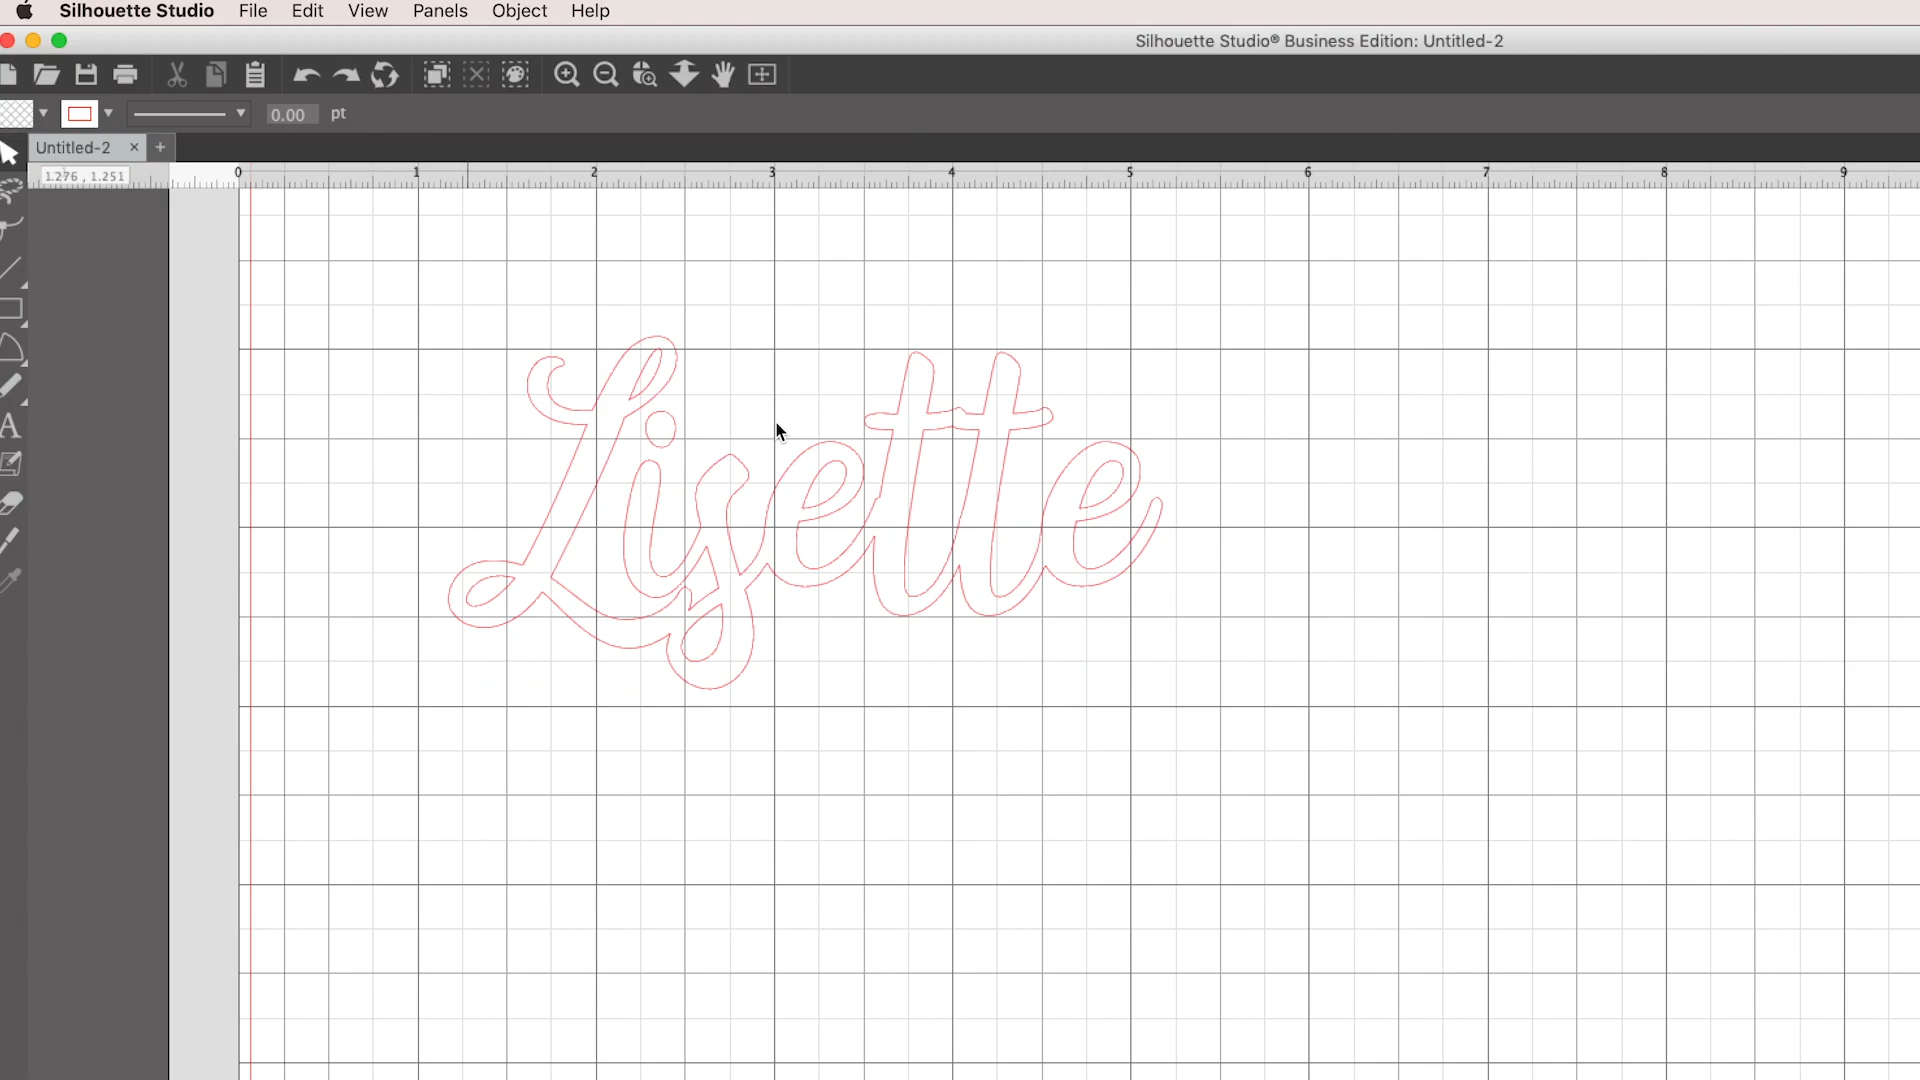 Silhouette Studio File Edit View Panels Object Help
Silhouette Studio® Business Edition: Untitled-2
0.00 pt
Untitled-2 × +
1.276 , 1.251
0 1 2 3 4 5 6 7 8 9
A
Lisette